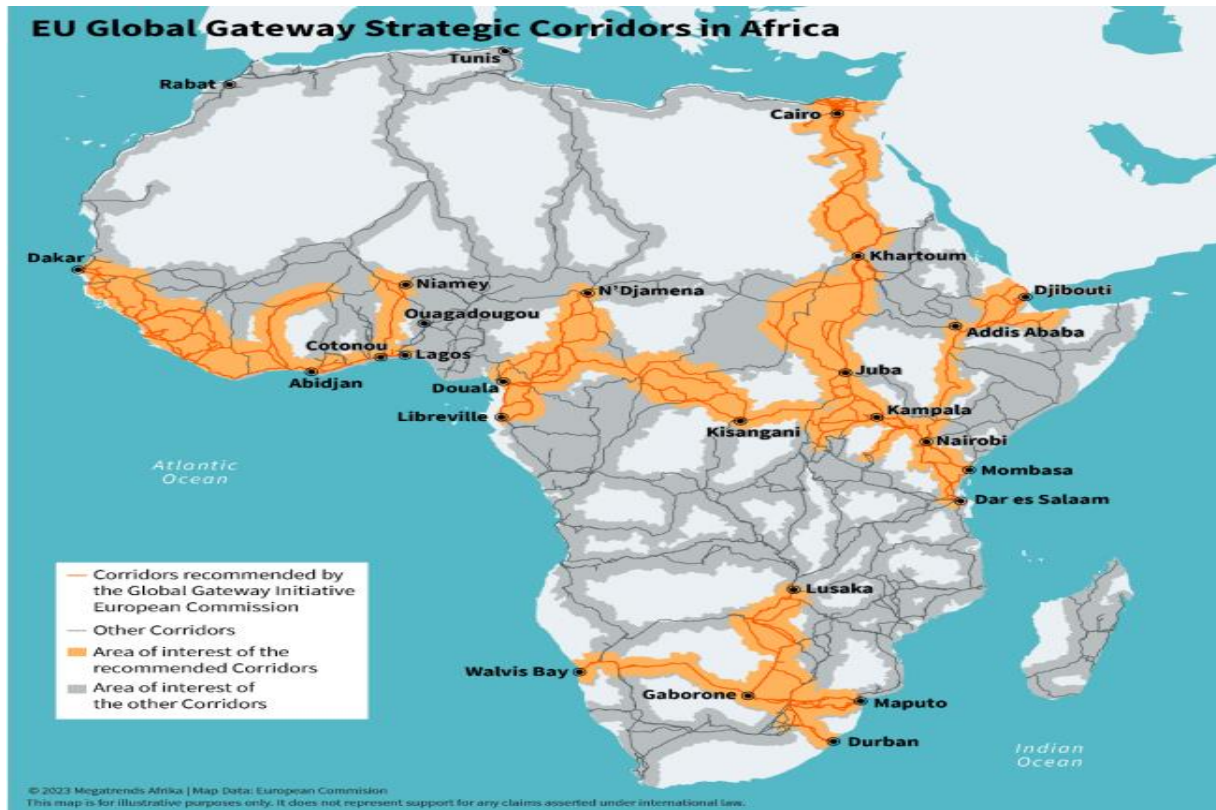 EU Global Gateway Strategic Corridors in Africa
Tunis
Rabat
Cairo
Dakar
Khartoum
Niamey
N'Djamena
Djibouti
Ouagadougou
Addis Ababa
Cotonou
Lagos
Abidjan
Douala
Juba
Libreville
Kampala
Kisangani
Nairobi
Atlantic
Ocean
Mombasa
Dar es Salaam
Corridors recommended by
the Global Gateway Initiative
European Commission
Other Corridors
Area of interest of the
recommended Corridors
Area of interest of
the other Corridors
Lusaka
Walvis Bay
Gaborone
Maputo
Durban
Indian
Ocean
© 2023 Megatrends Afrika | Map Data: European Commission
This map is for illustrative purposes only. It does not represent support for any claims asserted under international law.